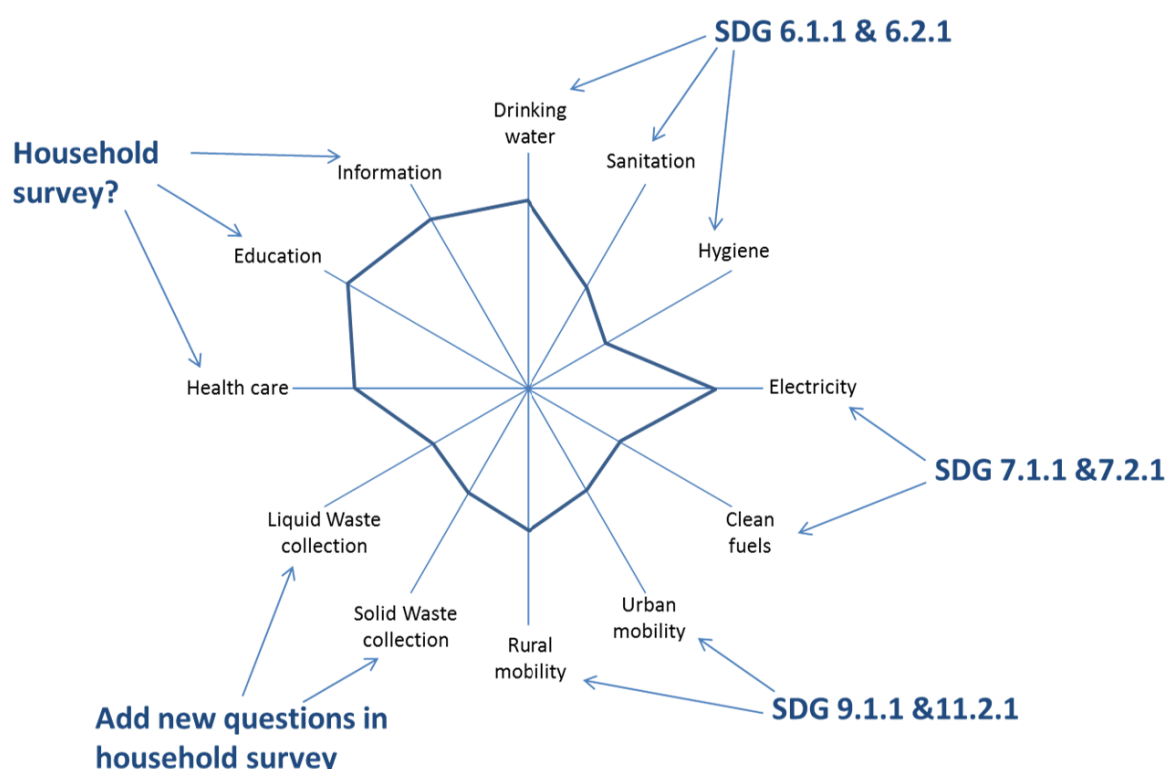 SDG 6.1.1 & 6.2.1
Drinking
water
Sanitation
Household
survey?
Information
Hygiene
Education
Health care
Electricity
SDG 7.1.1 &7.2.1
Liquid Waste
collection
Clean
fuels
Solid Waste
collection
Urban
mobility
Rural
mobility
SDG 9.1.1 &11.2.1
Add new questions in
household survey